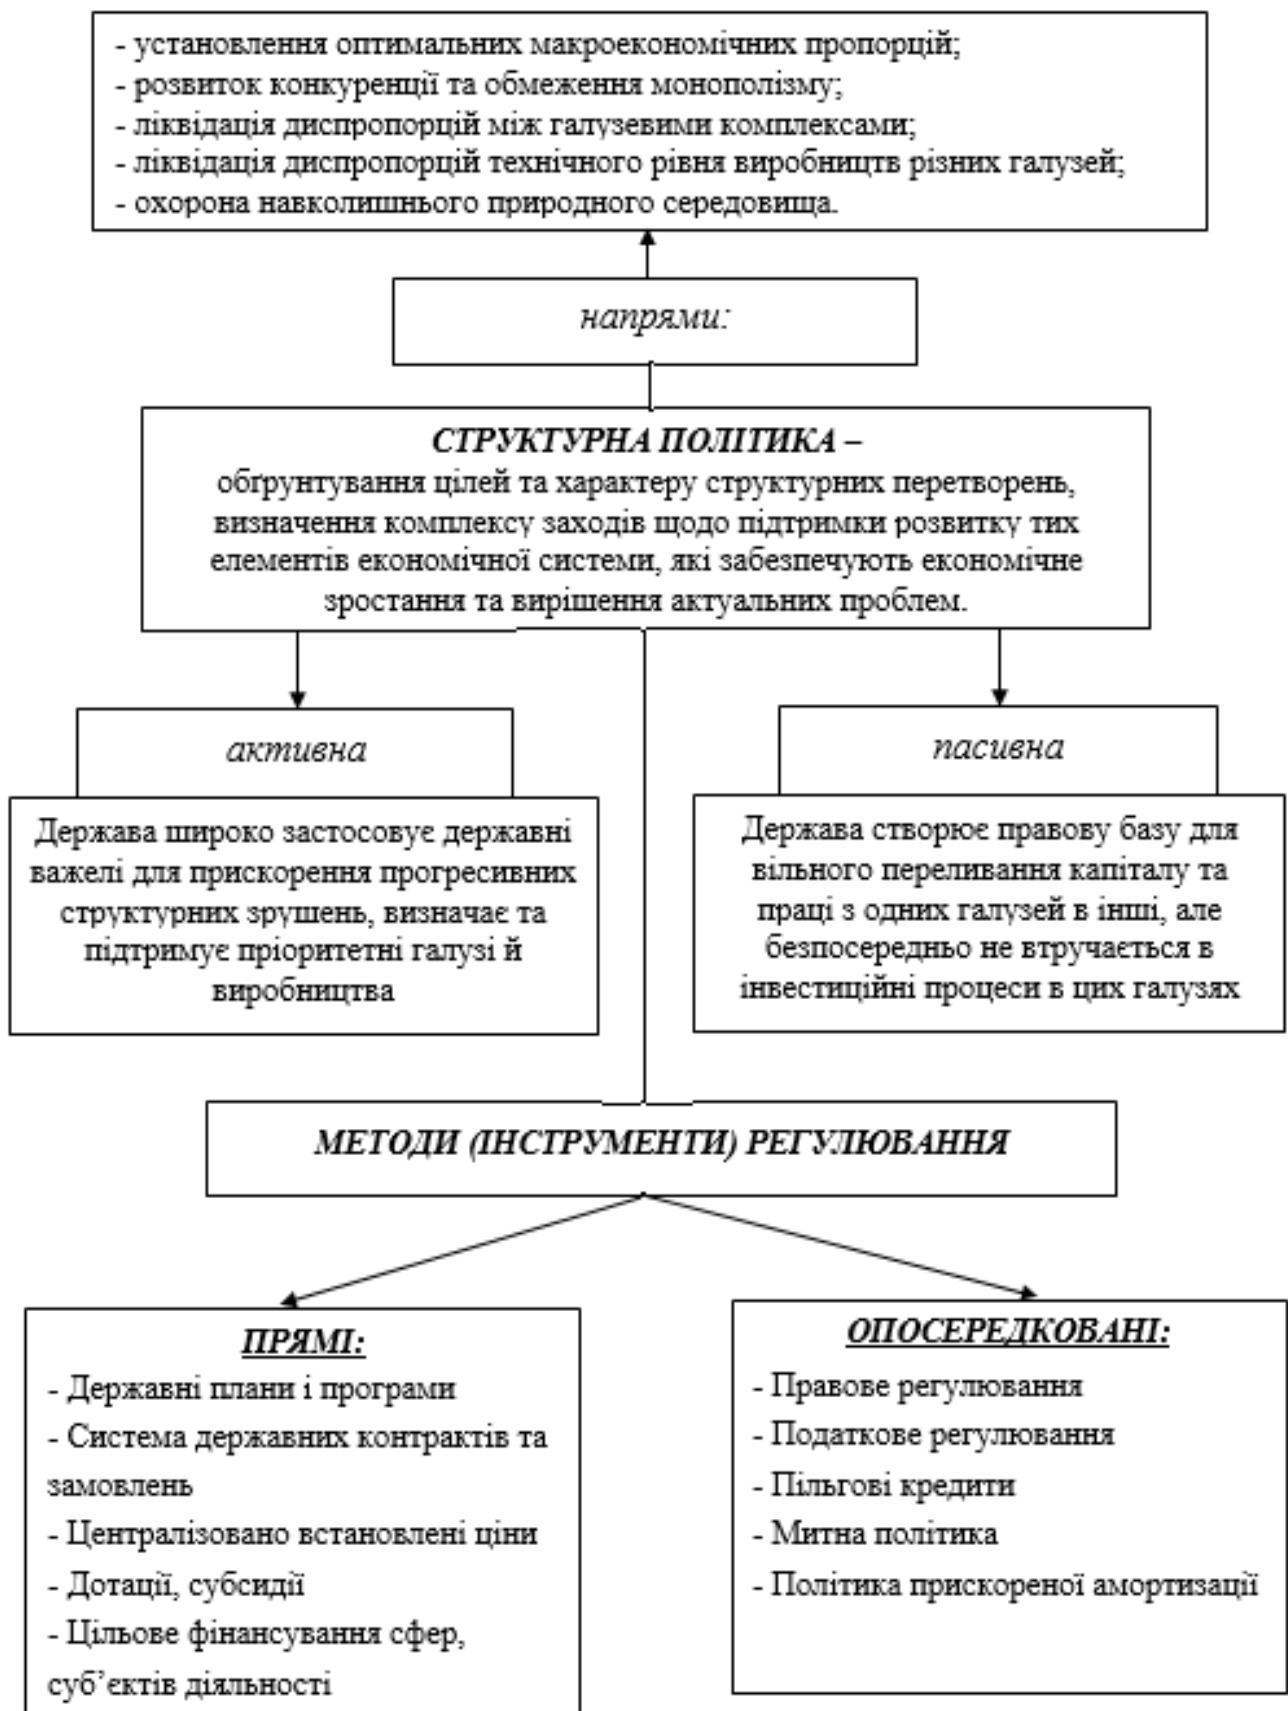 - установлення оптимальних макроекономічних пропорцій;
- розвиток конкуренції та обмеження монополізму;
- ліквідація диспропорцій між галузевими комплексами;
- ліквідація диспропорцій технічного рівня виробництв різних галузей;
- охорона навколишнього природного середовища.
напрями:
СТРУКТУРНА ПОЛІТИКА –
обґрунтування цілей та характеру структурних перетворень,
визначення комплексу заходів щодо підтримки розвитку тих
елементів економічної системи, які забезпечують економічне
зростання та вирішення актуальних проблем.
активна
Держава широко застосовує державні
важелі для прискорення прогресивних
структурних зрушень, визначає та
підтримує пріоритетні галузі й
виробництва
пасивна
Держава створює правову базу для
вільного переливання капіталу та
праці з одних галузей в інші, але
безпосередньо не втручається в
інвестиційні процеси в цих галузях
МЕТОДИ (ІНСТРУМЕНТИ) РЕГУЛЮВАННЯ
ПРЯМІ:
- Державні плани і програми
- Система державних контрактів та
замовлень
- Централізовано встановлені ціни
- Дотації, субсидії
- Цільове фінансування сфер,
суб’єктів діяльності
ОПОСЕРЕДКОВАНІ:
- Правове регулювання
- Податкове регулювання
- Пільгові кредити
- Митна політика
- Політика прискореної амортизації